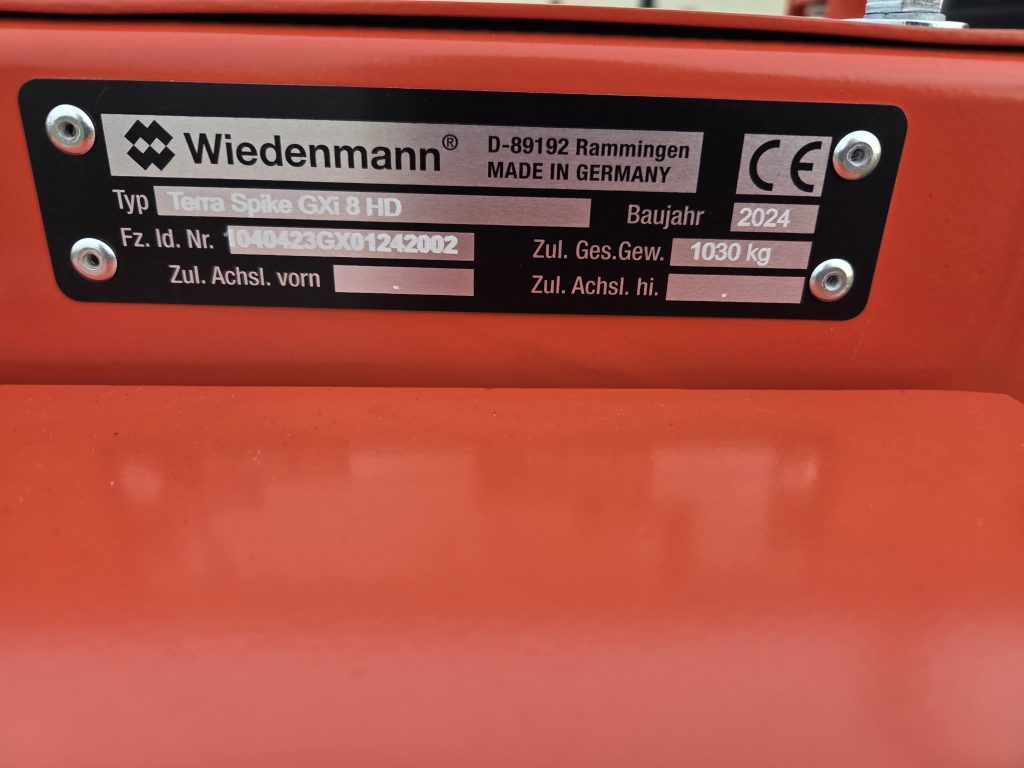 Wiedenmann® D-89192 Rammingen
MADE IN GERMANY
CE
Typ Terra Spike GXi 8 HD
Baujahr 2024
Fz. Id. Nr. 1040423GX01242002
Zul. Ges.Gew. 1030 kg
Zul. Achsl. vorn .
Zul. Achsl. hi. .